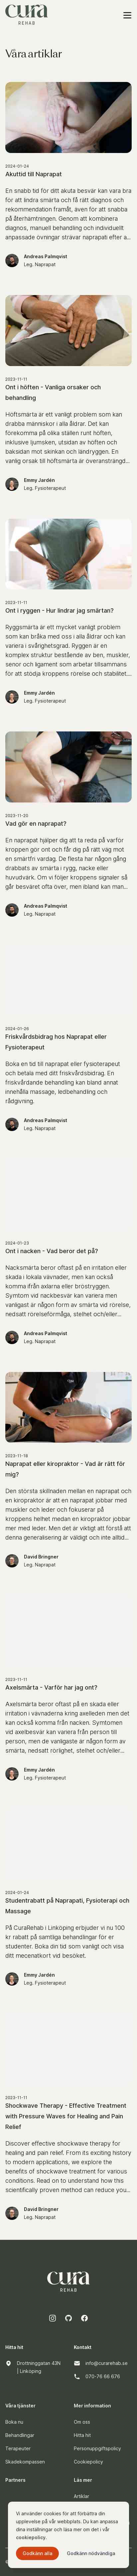 cura
REHAB
Våra artiklar
2024-01-24
Akuttid till Naprapat
En snabb tid för ditt akuta besvär kan vara bra
för att lindra smärta och få rätt diagnos och
rekommendation framåt, även för att snabba
på återhämtningen. Genom att kontrollera
diagnos, manuell behandling och individuellt
anpassade övningar strävar naprapat efter a...
Andreas Palmqvist
Leg. Naprapat
2023-11-11
Ont i höften - Vanliga orsaker och
behandling
Höftsmärta är ett vanligt problem som kan
drabba människor i alla åldrar. Det kan
förekomma på olika ställen runt höften,
inklusive ljumsken, utsidan av höften och
baksidan mot skinkan och ländryggen. En
vanlig orsak till höftsmärta är överansträngd...
Emmy Jardén
Leg. Fysioterapeut
2023-11-11
Ont i ryggen - Hur lindrar jag smärtan?
Ryggsmärta är ett mycket vanligt problem
som kan bråka med oss i alla åldrar och kan
variera i svårighetsgrad. Ryggen är en
komplex struktur bestående av ben, muskler,
nerver och ligament som arbetar tillsammans
för att stödja kroppens rörelse och stabilitet...
Emmy Jardén
Leg. Fysioterapeut
2023-11-20
Vad gör en naprapat?
En naprapat hjälper dig att ta reda på varför
kroppen gör ont och får dig på rätt väg mot
en smärtfri vardag. De flesta har någon gång
drabbats av smärta i rygg, nacke eller
huvudvärk. Om vi följer kroppens signaler så
går besväret ofta över, men ibland kan man...
Andreas Palmqvist
Leg. Naprapat
2024-01-26
Friskvårdsbidrag hos Naprapat eller
Fysioterapeut
Boka en tid till naprapat eller fysioterapeut
och betala med ditt friskvårdsbidrag. En
friskvårdande behandling kan bland annat
innehålla massage, ledbehandling och
rådgivning.
Andreas Palmqvist
Leg. Naprapat
2024-01-23
Ont i nacken - Vad beror det på?
Nacksmärta beror oftast på en irritation eller
skada i lokala vävnader, men också
komma från axlarna eller bröstryggen.
Symtom vid nackbesvär kan variera men
vanligast är någon form av smärta vid rörelse,
nedsatt rörelseförmåga, stelhet och/eller...
Andreas Palmqvist
Leg. Naprapat
2023-11-18
Naprapat eller kiropraktor - Vad är rätt för
mig?
Den största skillnaden mellan en naprapat och
en kiropraktor är att en naprapat jobbar med
muskler och leder och fokuserar på
kroppens helhet medan en kiropraktor jobbar
mer med leder. Men det är viktigt att förstå att
denna generalisering är väldigt och inte alltid...
David Bringner
Leg. Naprapat
2023-11-11
Axelsmärta - Varför har jag ont?
Axelsmärta beror oftast på en skada eller
irritation i vävnaderna kring axelleden men det
kan också komma från nacken. Symtomen
vid axelbesvär kan variera från person till
person, men de vanligaste är någon form av
smärta, nedsatt rörlighet, stelhet och/eller...
Emmy Jardén
Leg. Fysioterapeut
2024-01-24
Studentrabatt på Naprapati, Fysioterapi och
Massage
På CuraRehab i Linköping erbjuder vi nu 100
kr rabatt på samtliga behandlingar för er
studenter. Boka din tid som vanligt och visa
att medecinatkort vid besöket.
Emmy Jardén
Leg. Fysioterapeut
2023-11-11
Shockwave Therapy - Effective Treatment
with Pressure Waves for Healing and Pain
Relief
Discover effective shockwave therapy for
healing and pain relief. From its exciting history
in modern therapy to its unique benefits for
various conditions. Read on to understand how
this scientifically proven method can reduce you...
David Bringner
Leg. Naprapat
cura
REHAB
Hitta hit
Drottninggatan 43N
| Linköping
Kontakt
info@curarehab.se
070-76 66 676
Våra tjänster
Boka nu
Behandlingar
Terapeuter
Skadekompassen
Mer information
Om oss
Hitta hit
Personuppgiftspolicy
Cookiepolicy
Partners
Läs mer
Artiklar
Vi använder cookies för att förbättra din
upplevelse på vår webbplats. Du kan anpassa
dina inställningar och läsa mer om det i vår
cookiepolicy.
Godkänn alla
Godkänn nödvändiga